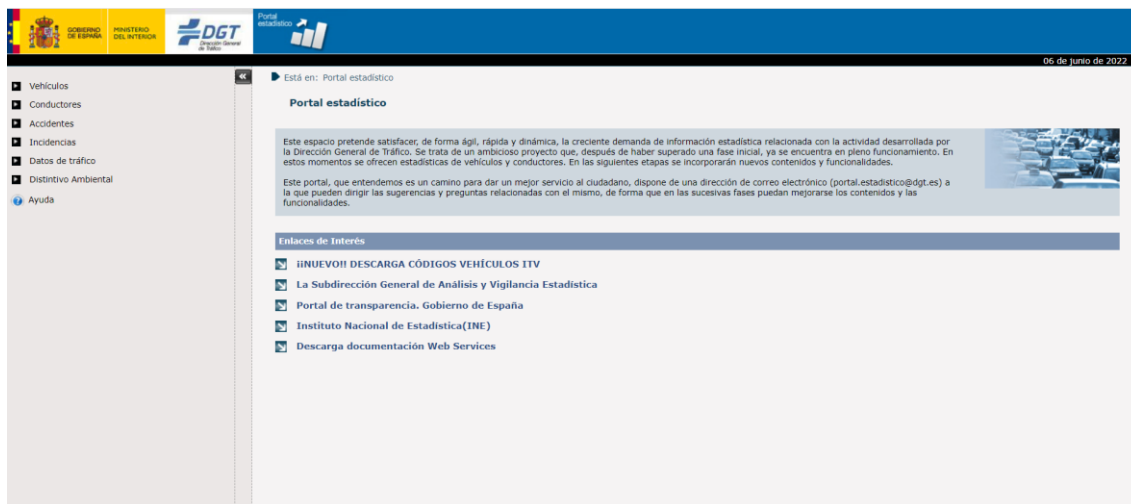 GOBIERNO
DE ESPAÑA
MINISTERIO
DEL INTERIOR
DGT
Dirección General
de Tráfico
Portal
estadístico
06 de junio de 2022
Vehículos
Conductores
Accidentes
Incidencias
Datos de tráfico
Distintivo Ambiental
Ayuda
Está en: Portal estadístico
Portal estadístico
Este espacio pretende satisfacer, de forma ágil, rápida y dinámica, la creciente demanda de información estadística relacionada con la actividad desarrollada por
la Dirección General de Tráfico. Se trata de un ambicioso proyecto que, después de haber superado una fase inicial, ya se encuentra en pleno funcionamiento. En
estos momentos se ofrecen estadísticas de vehículos y conductores. En las siguientes etapas se incorporarán nuevos contenidos y funcionalidades.
Este portal, que entendemos es un camino para dar un mejor servicio al ciudadano, dispone de una dirección de correo electrónico (portal.estadistico@dgt.es) a
la que pueden dirigir las sugerencias y preguntas relacionadas con el mismo, de forma que en las sucesivas fases puedan mejorarse los contenidos y las
funcionalidades.
Enlaces de Interés
¡¡NUEVO!! DESCARGA CÓDIGOS VEHÍCULOS ITV
La Subdirección General de Análisis y Vigilancia Estadística
Portal de transparencia. Gobierno de España
Instituto Nacional de Estadística(INE)
Descarga documentación Web Services